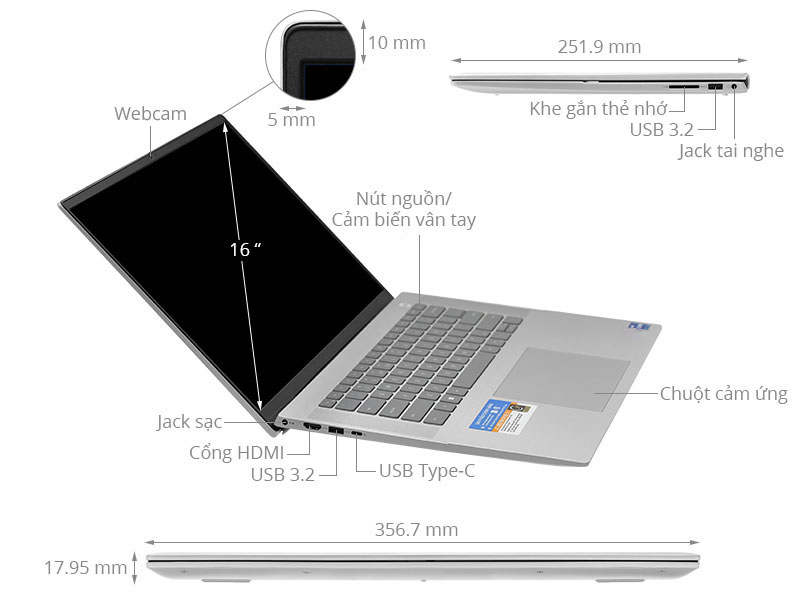 10 mm
5 mm
Webcam
251.9 mm
Khe gắn thẻ nhớ
USB 3.2
Jack tai nghe
Nút nguồn/
Cảm biến vân tay
16 “
Chuột cảm ứng
Jack sạc
Cổng HDMI
USB 3.2
USB Type-C
356.7 mm
17.95 mm